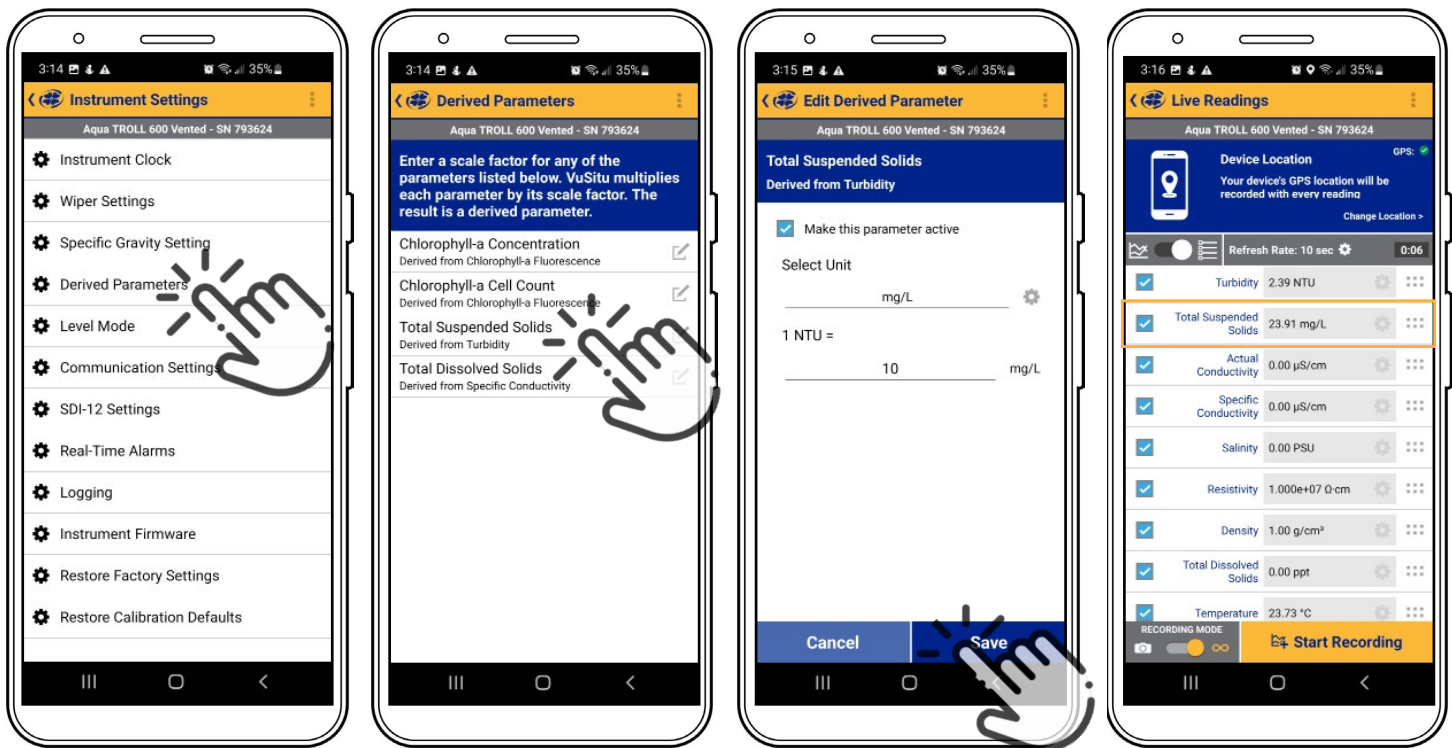 3:14 35%
Instrument Settings
Aqua TROLL 600 Vented - SN 793624
Instrument Clock
Wiper Settings
Specific Gravity Setting
Derived Parameters
Level Mode
Communication Settings
SDI-12 Settings
Real-Time Alarms
Logging
Instrument Firmware
Restore Factory Settings
Restore Calibration Defaults
3:14 35%
Derived Parameters
Aqua TROLL 600 Vented - SN 793624
Enter a scale factor for any of the
parameters listed below. VuSitu multiplies
each parameter by its scale factor. The
result is a derived parameter.
Chlorophyll-a Concentration
Derived from Chlorophyll-a Fluorescence
Chlorophyll-a Cell Count
Derived from Chlorophyll-a Fluorescence
Total Suspended Solids
Derived from Turbidity
Total Dissolved Solids
Derived from Specific Conductivity
3:15 35%
Edit Derived Parameter
Aqua TROLL 600 Vented - SN 793624
Total Suspended Solids
Derived from Turbidity
Make this parameter active
Select Unit
mg/L
1 NTU =
10 mg/L
Cancel Save
3:16 35%
Live Readings
Aqua TROLL 600 Vented - SN 793624
GPS:
Device Location
Your device's GPS location will be
recorded with every reading
Change Location >
Refresh Rate: 10 sec 0:06
Turbidity 2.39 NTU
Total Suspended
Solids 23.91 mg/L
Actual
Conductivity 0.00 µS/cm
Specific
Conductivity 0.00 µS/cm
Salinity 0.00 PSU
Resistivity 1.000e+07 Ω·cm
Density 1.00 g/cm³
Total Dissolved
Solids 0.00 ppt
Temperature 23.73 °C
RECORDING MODE
Start Recording